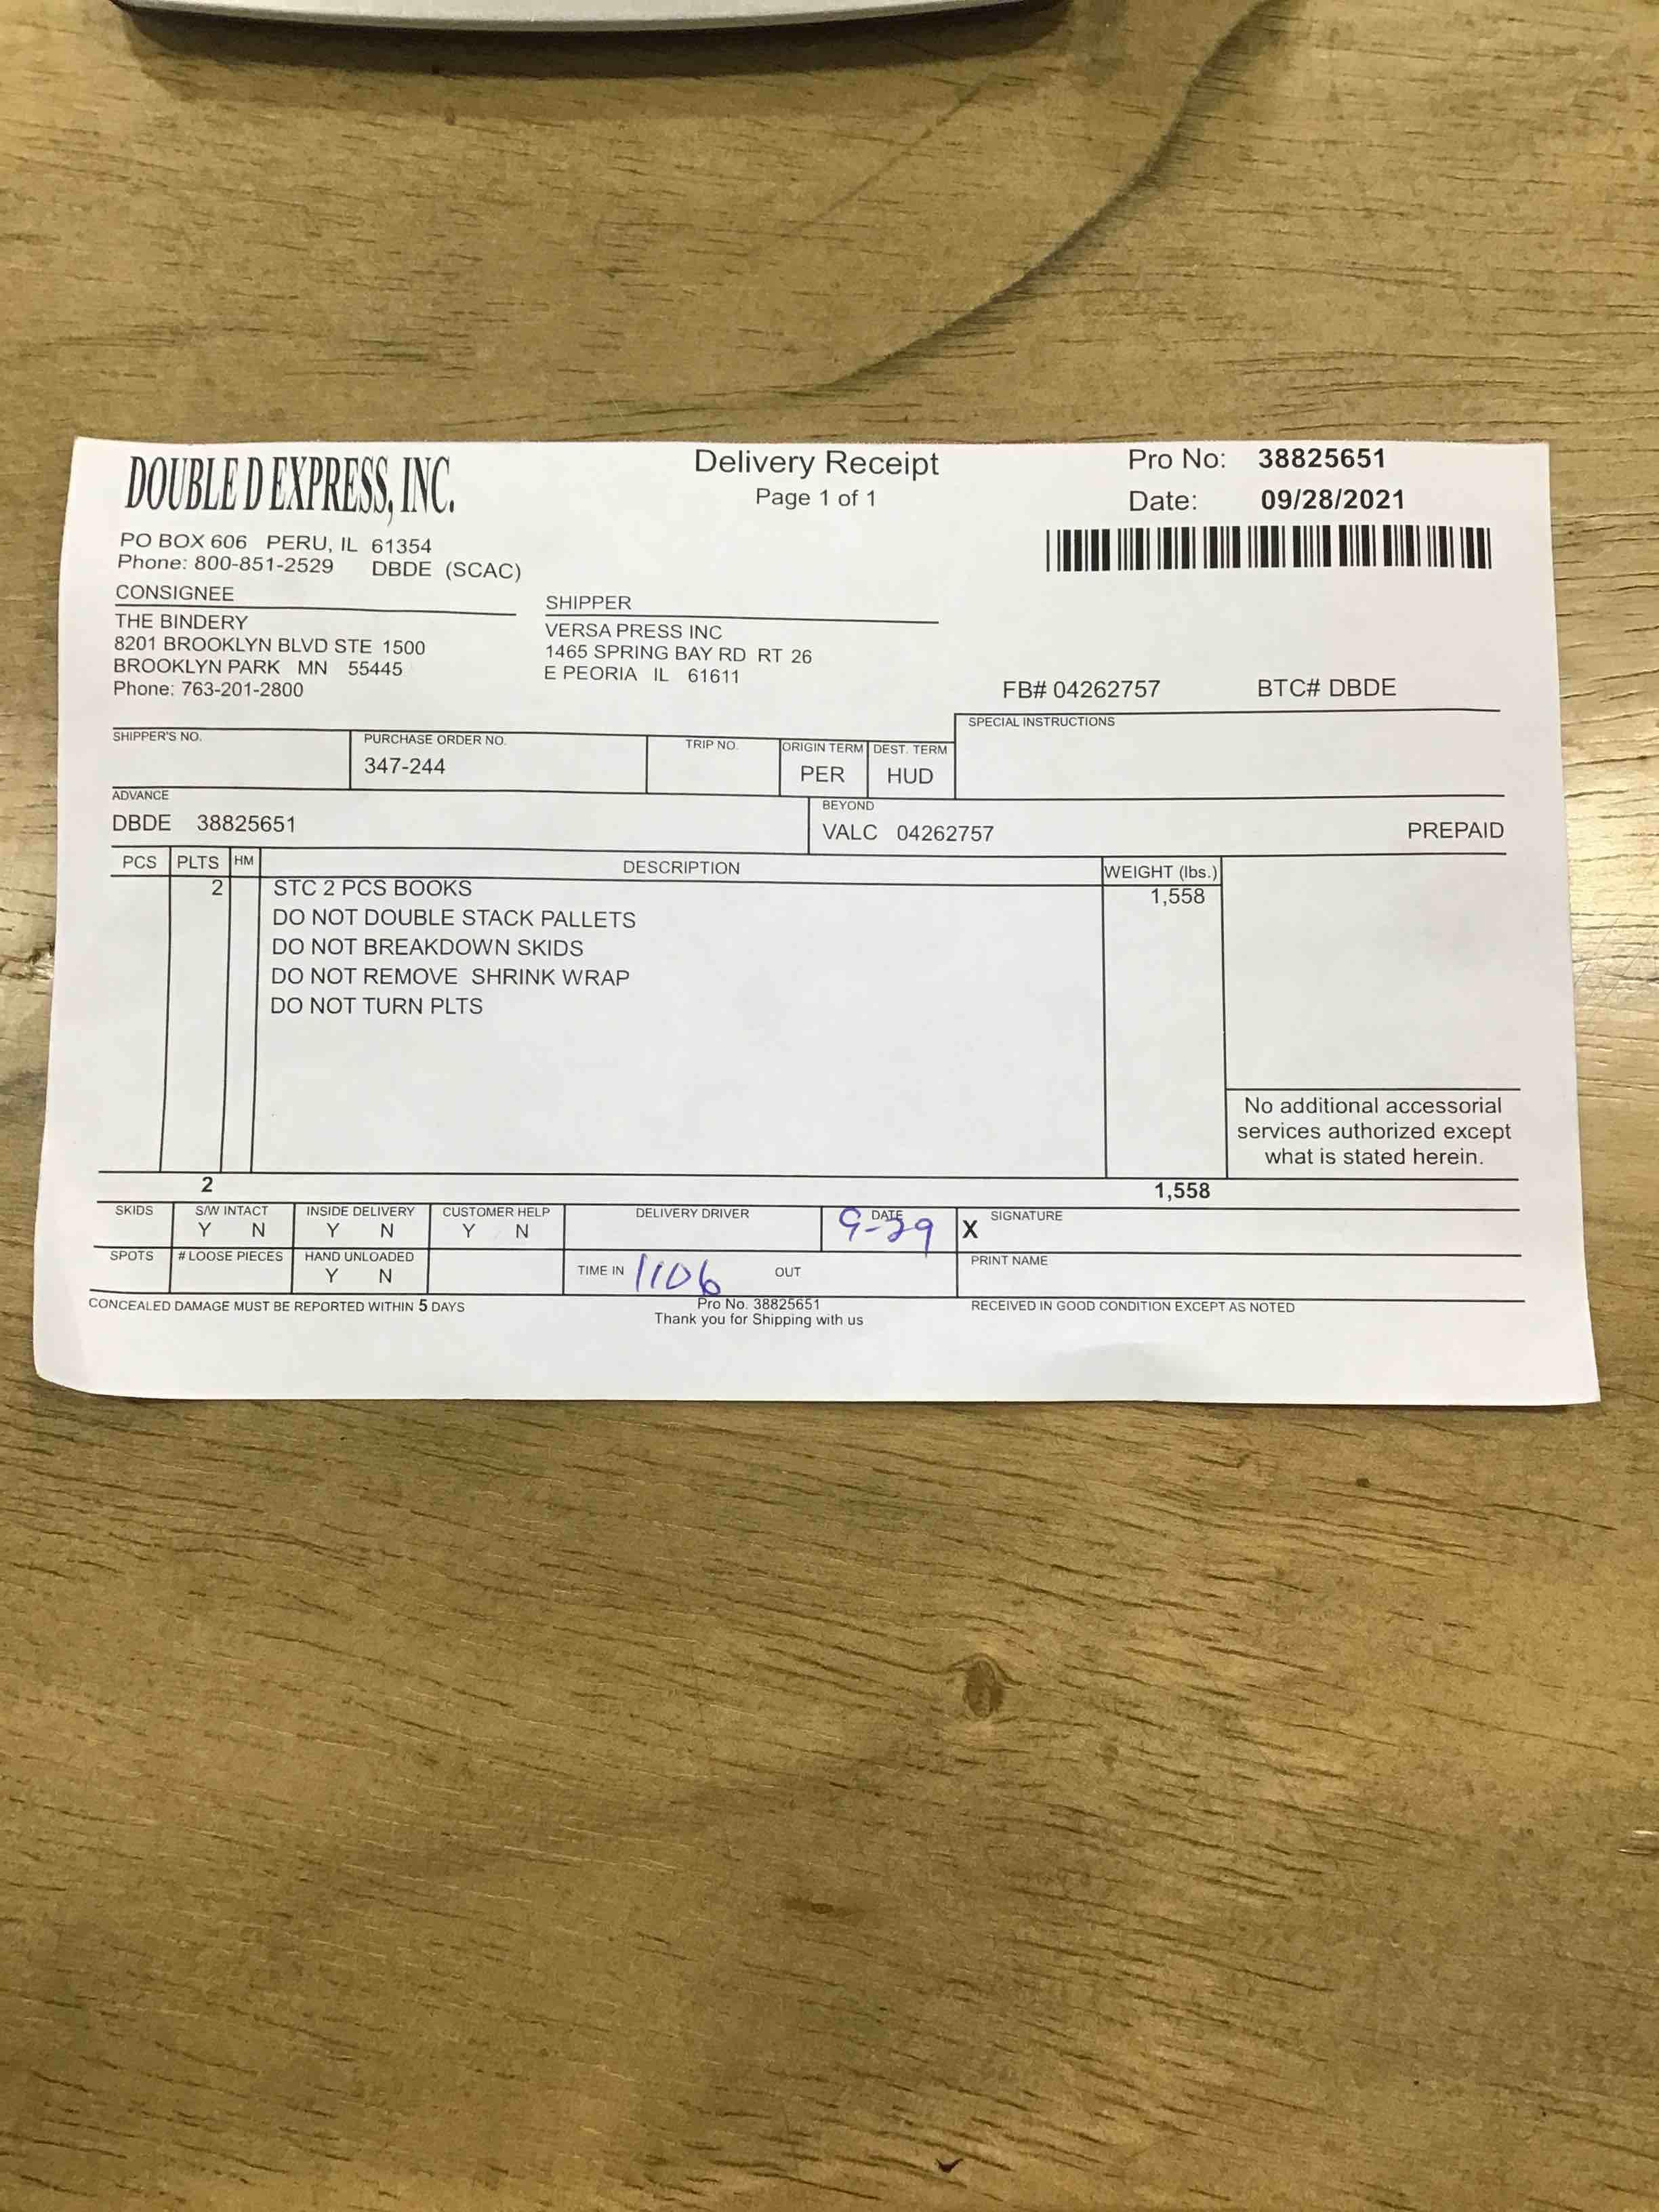 DOUBLE D EXPRESS, INC.
Delivery Receipt
Page 1 of 1
Pro No: 38825651
Date: 09/28/2021
PO BOX 606 PERU, IL 61354
Phone: 800-851-2529 DBDE (SCAC)
CONSIGNEE
THE BINDERY
8201 BROOKLYN BLVD STE 1500
BROOKLYN PARK MN 55445
Phone: 763-201-2800
SHIPPER
VERSA PRESS INC
1465 SPRING BAY RD RT 26
E PEORIA IL 61611
FB# 04262757 BTC# DBDE
SHIPPER'S NO.
PURCHASE ORDER NO.
347-244
TRIP NO.
ORIGIN TERM
PER
DEST. TERM
HUD
SPECIAL INSTRUCTIONS
ADVANCE
DBDE 38825651
BEYOND
VALC 04262757
PREPAID
PCS PLTS HM DESCRIPTION WEIGHT (lbs.)
2 STC 2 PCS BOOKS 1,558
DO NOT DOUBLE STACK PALLETS
DO NOT BREAKDOWN SKIDS
DO NOT REMOVE SHRINK WRAP
DO NOT TURN PLTS
No additional accessorial
services authorized except
what is stated herein.
2 1,558
SKIDS
S/W INTACT
Y N
INSIDE DELIVERY
Y N
CUSTOMER HELP
Y N
DELIVERY DRIVER
DATE
9-29
X SIGNATURE
SPOTS
# LOOSE PIECES
HAND UNLOADED
Y N
TIME IN 1106 OUT
PRINT NAME
CONCEALED DAMAGE MUST BE REPORTED WITHIN 5 DAYS
Pro No. 38825651
Thank you for Shipping with us
RECEIVED IN GOOD CONDITION EXCEPT AS NOTED